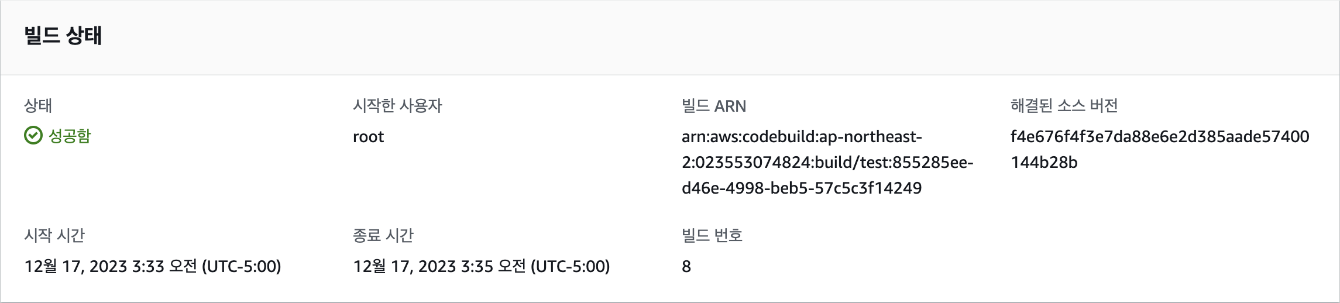 빌드 상태
상태
성공함
시작한 사용자
root
빌드 ARN
arn:aws:codebuild:ap-northeast-
2:023553074824:build/test:855285ee-
d46e-4998-beb5-57c5c3f14249
해결된 소스 버전
f4e676f4f3e7da88e6e2d385aade57400
144b28b
시작 시간
12월 17, 2023 3:33 오전 (UTC-5:00)
종료 시간
12월 17, 2023 3:35 오전 (UTC-5:00)
빌드 번호
8